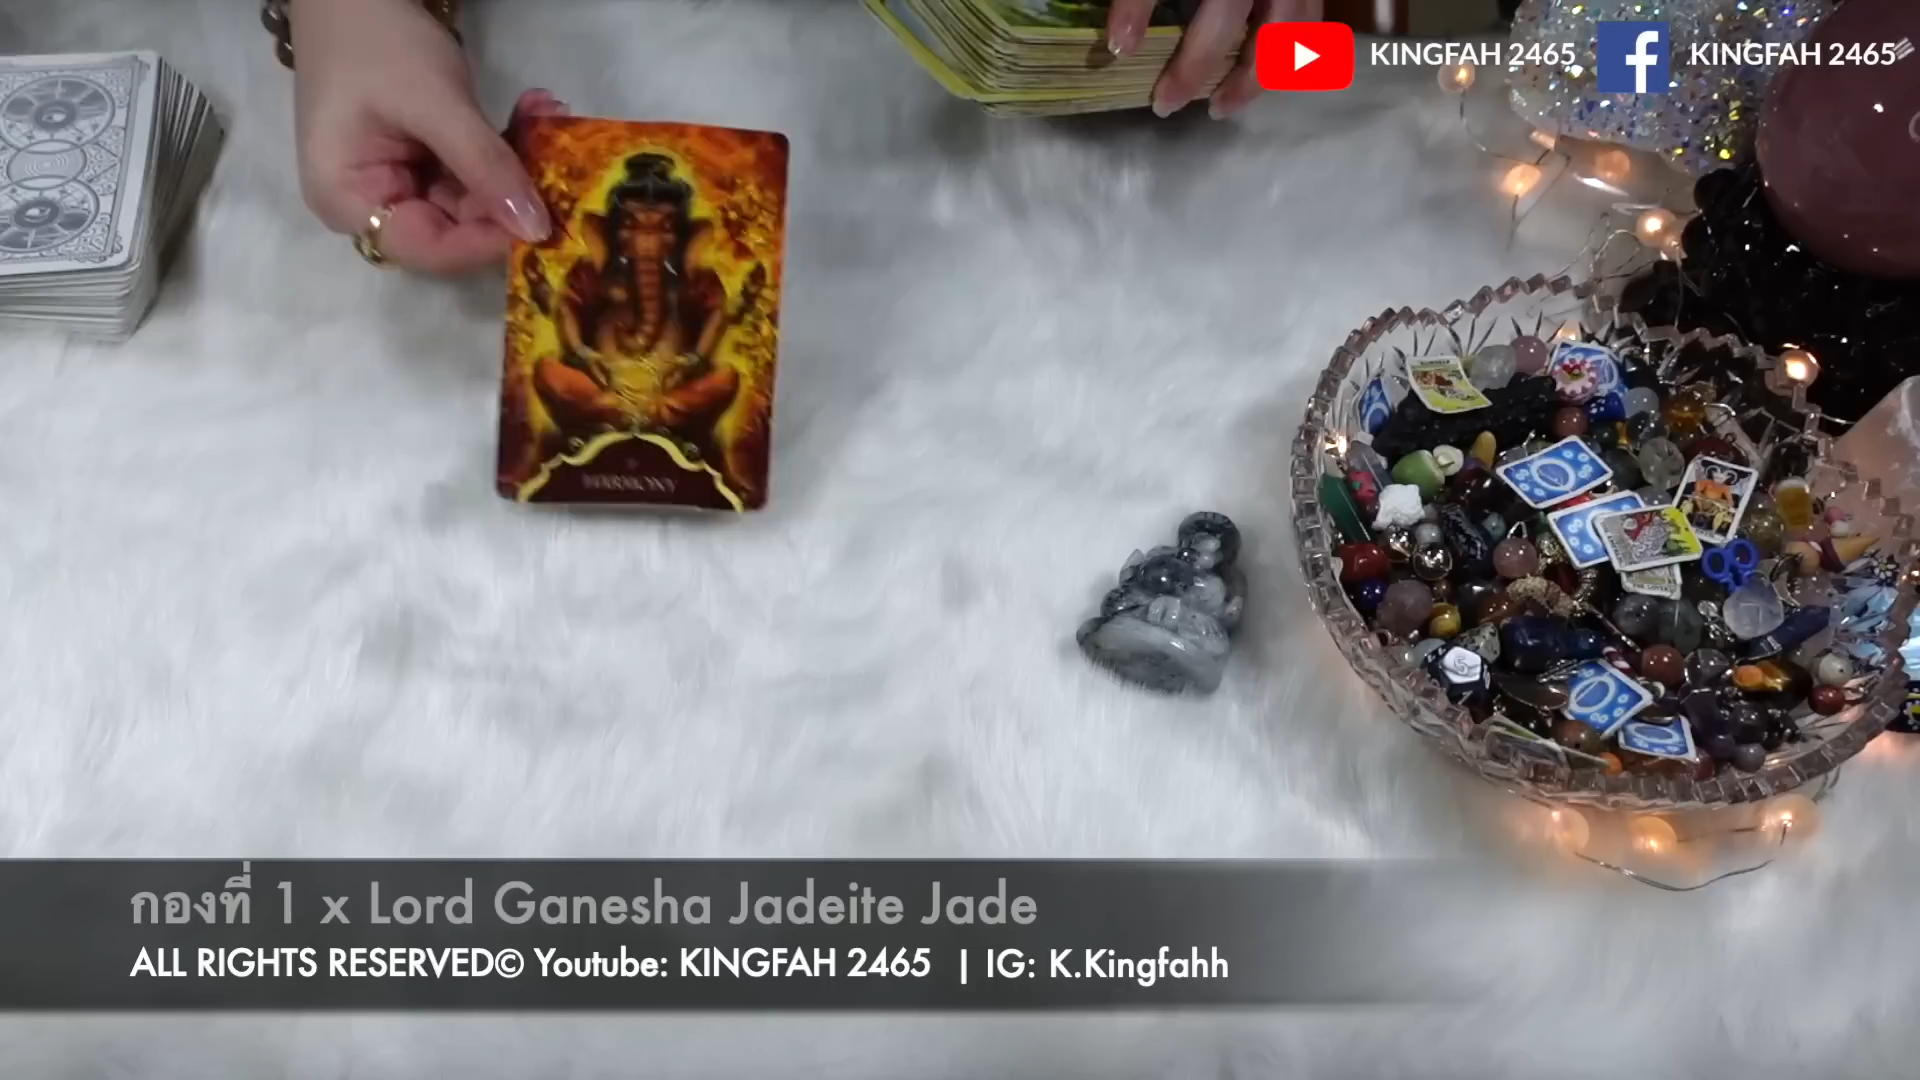 KINGFAH 2465
KINGFAH 2465
HARMONY
กองที่ 1 x Lord Ganesha Jadeite Jade
ALL RIGHTS RESERVED© Youtube: KINGFAH 2465 | IG: K.Kingfahh